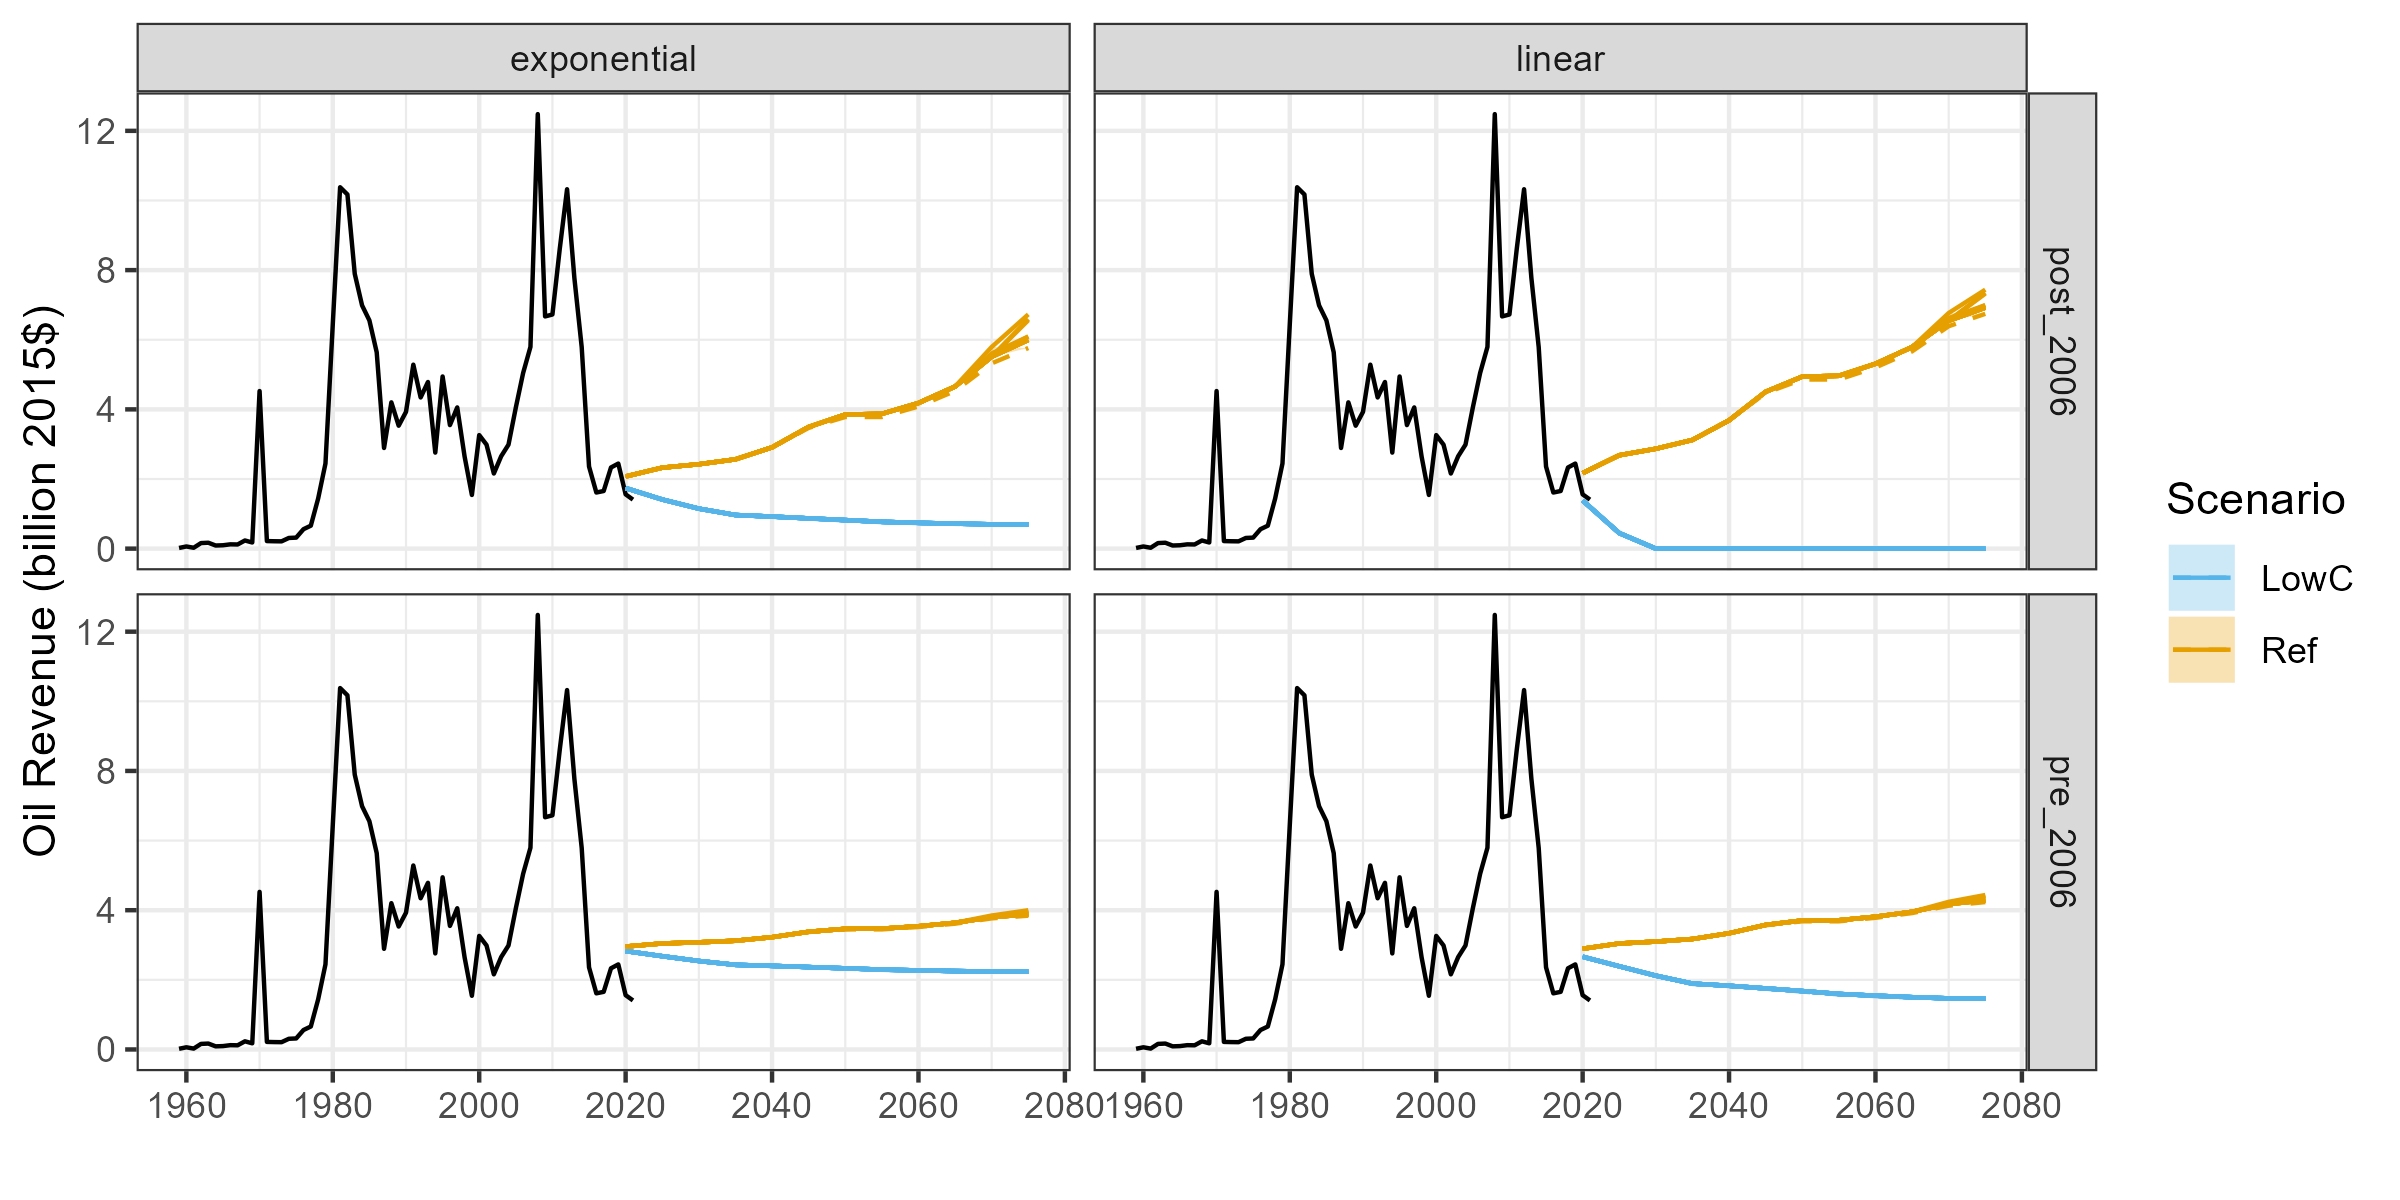 exponential
linear
Oil Revenue (billion 2015$)
12
8
4
0
post_2006
12
8
4
0
pre_2006
1960 1980 2000 2020 2040 2060 2080
1960 1980 2000 2020 2040 2060 2080
Scenario
LowC
Ref